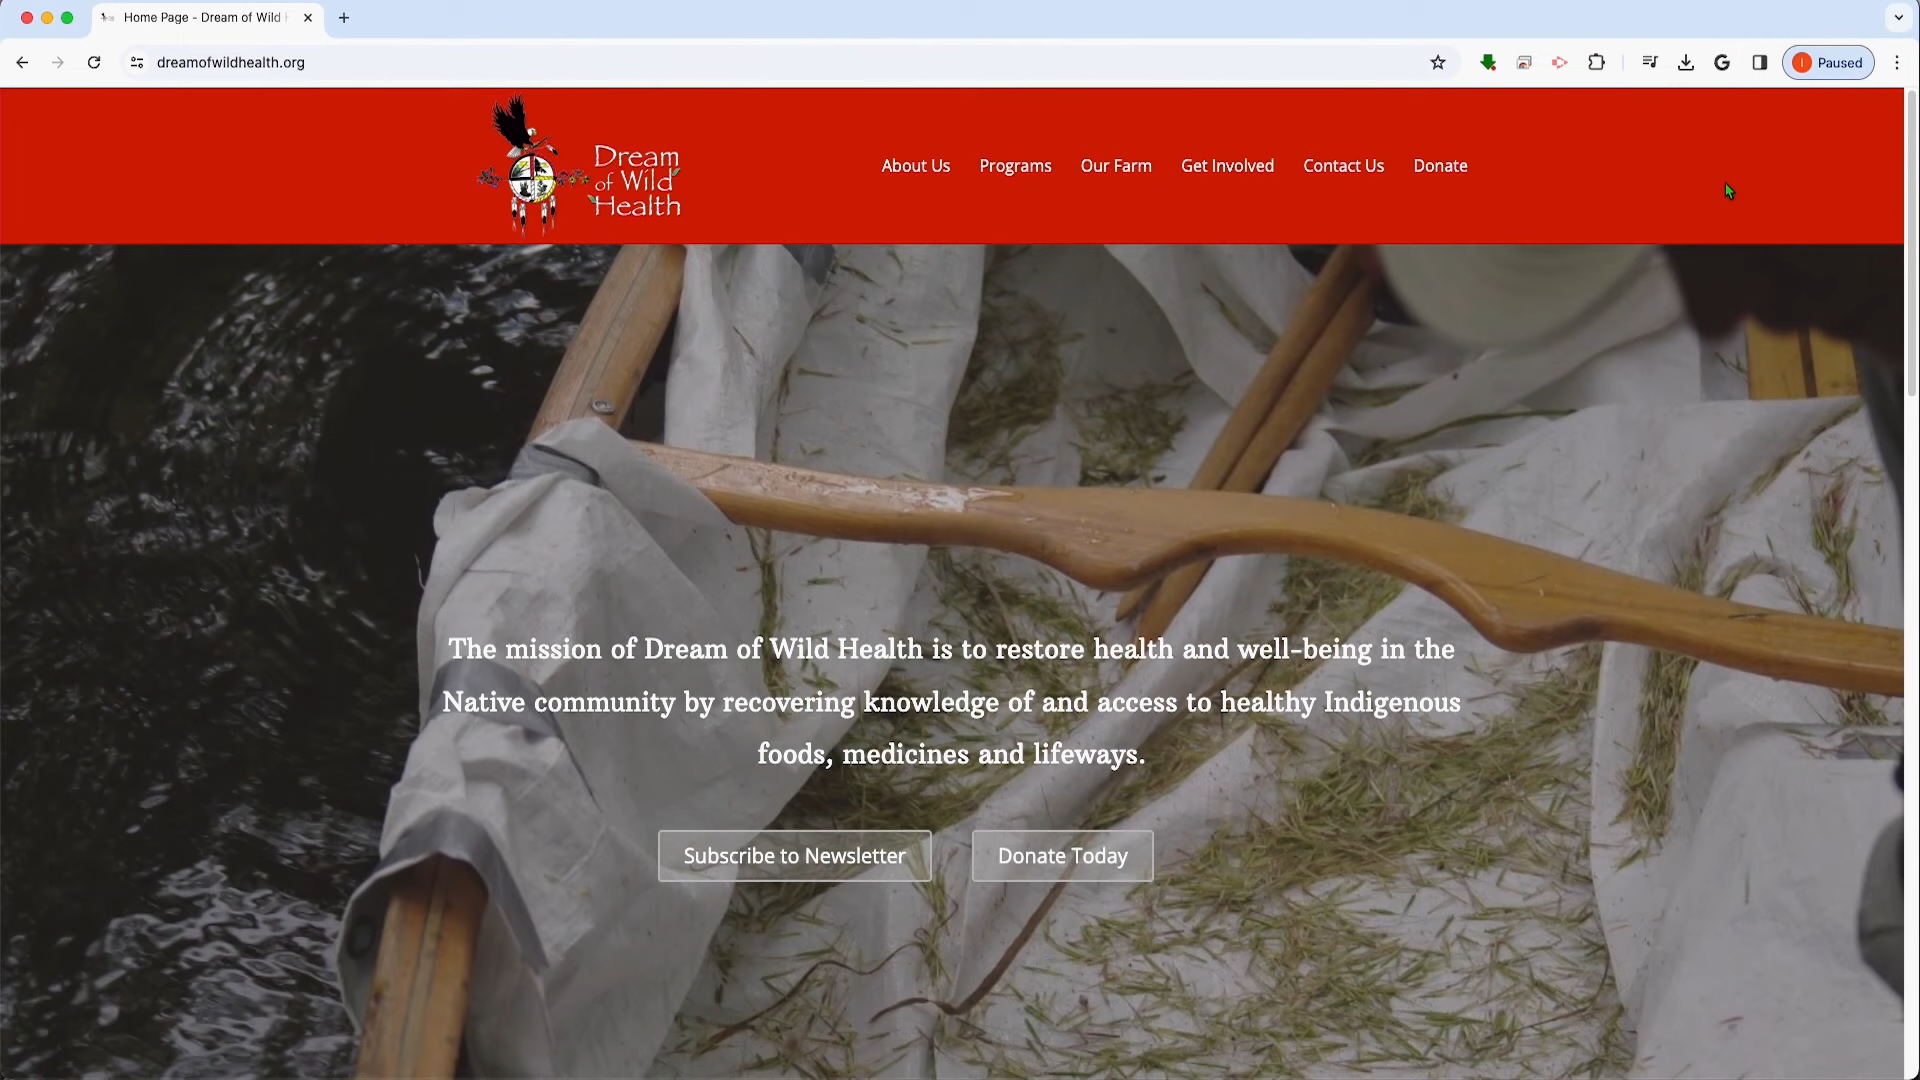 Home Page - Dream of Wild H
dreamofwildhealth.org
Paused
Dream
of Wild
Health
About Us Programs Our Farm Get Involved Contact Us Donate
The mission of Dream of Wild Health is to restore health and well-being in the
Native community by recovering knowledge of and access to healthy Indigenous
foods, medicines and lifeways.
Subscribe to Newsletter Donate Today